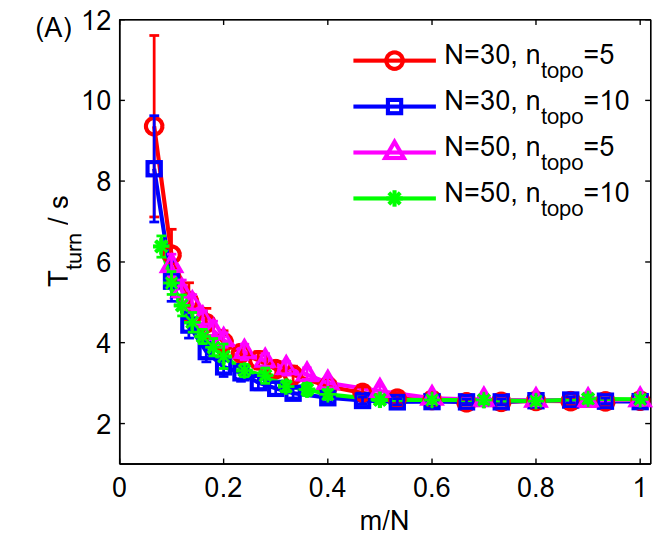 (A)
12
10
8
6
4
2
T_turn / s
N=30, n_topo=5
N=30, n_topo=10
N=50, n_topo=5
N=50, n_topo=10
0 0.2 0.4 0.6 0.8 1
m/N